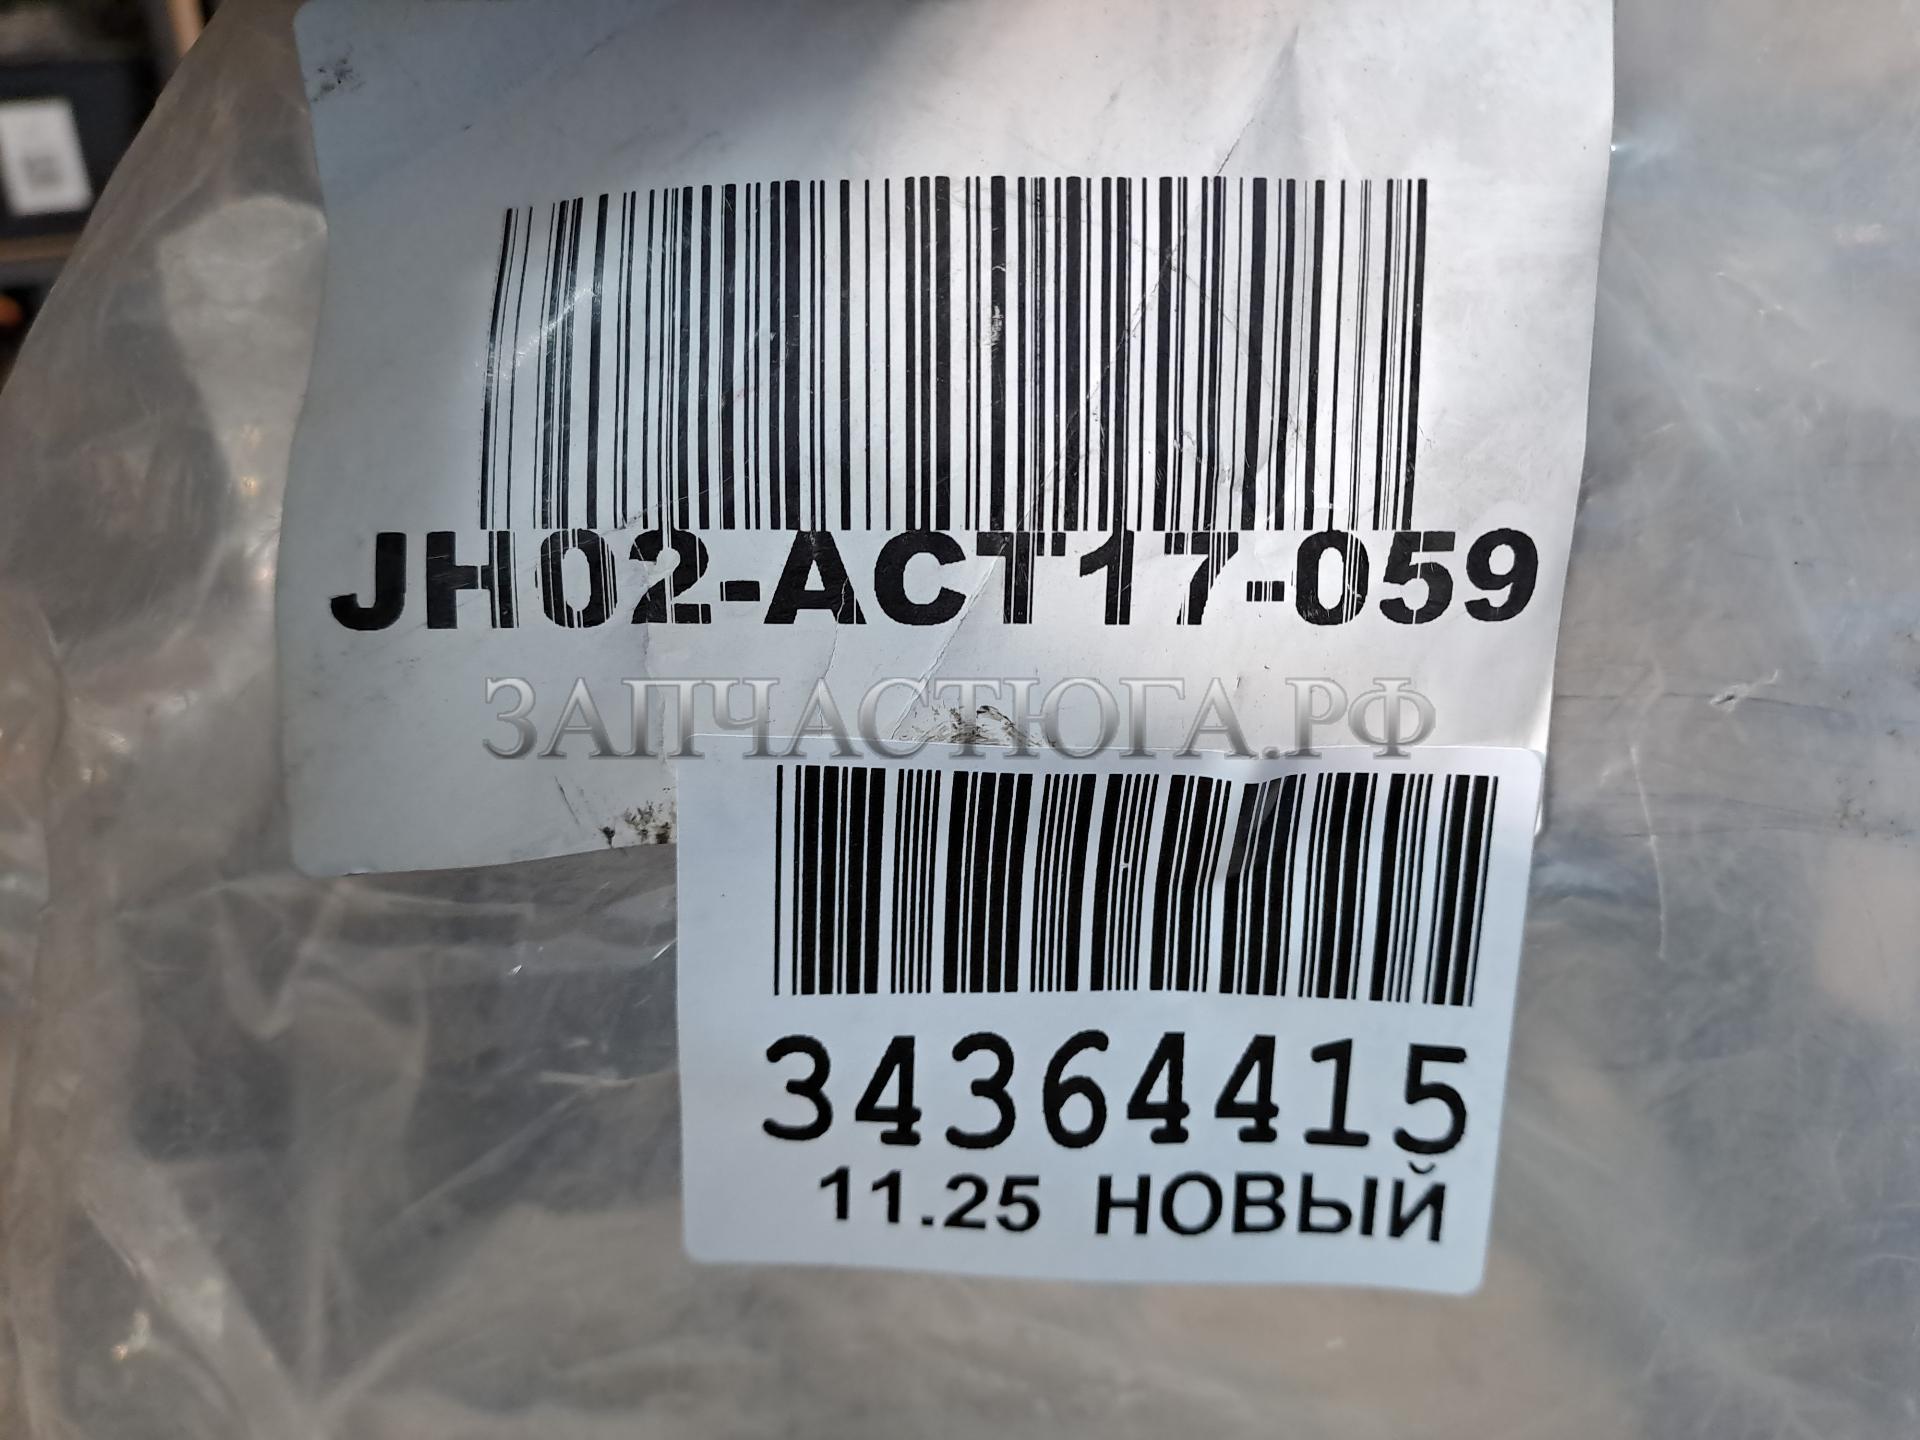 JH02-ACT17-059
ЗАПЧАСТЮГА.РФ
34364415
11.25 НОВЫЙ